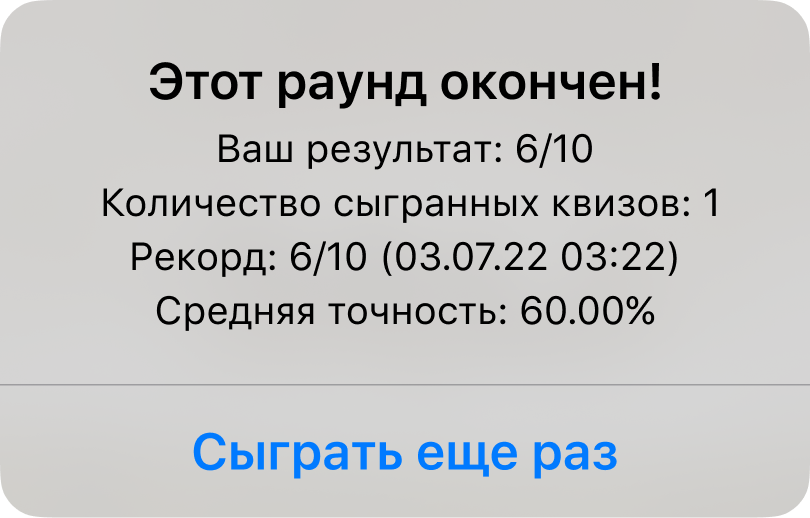 Этот раунд окончен!
Ваш результат: 6/10
Количество сыгранных квизов: 1
Рекорд: 6/10 (03.07.22 03:22)
Средняя точность: 60.00%
Сыграть еще раз